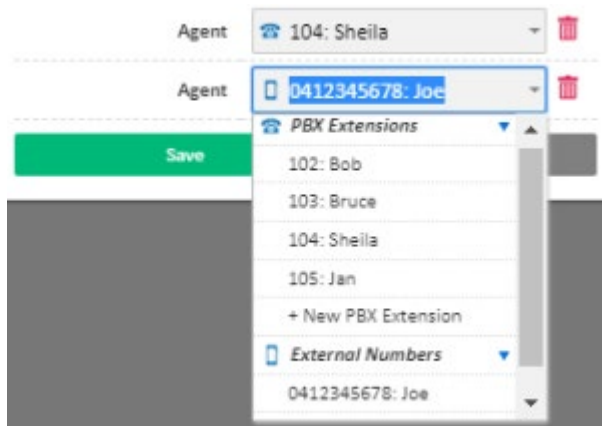 Agent 104: Sheila
Agent 0412345678: Joe
PBX Extensions
Save
102: Bob
103: Bruce
104: Sheila
105: Jan
+ New PBX Extension
External Numbers
0412345678: Joe